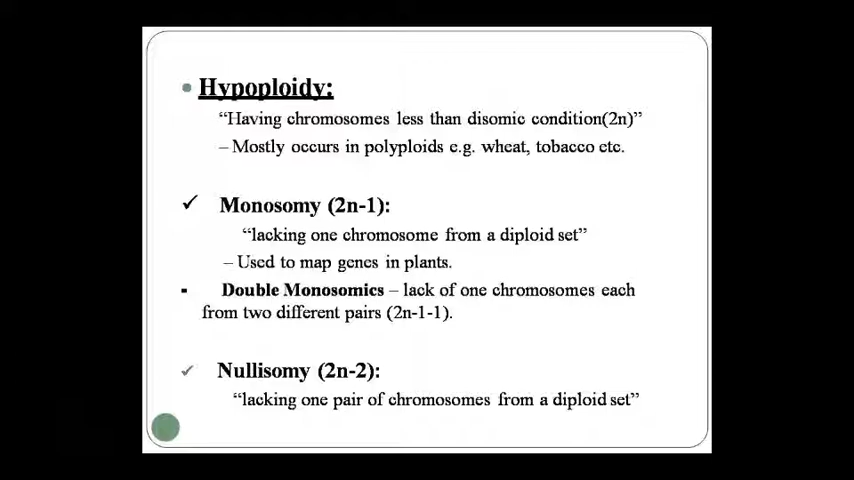 • Hypoploidy:
“Having chromosomes less than disomic condition(2n)”
– Mostly occurs in polyploids e.g. wheat, tobacco etc.
✓ Monosomy (2n-1):
“lacking one chromosome from a diploid set”
– Used to map genes in plants.
▪ Double Monosomics – lack of one chromosomes each
from two different pairs (2n-1-1).
✓ Nullisomy (2n-2):
“lacking one pair of chromosomes from a diploid set”